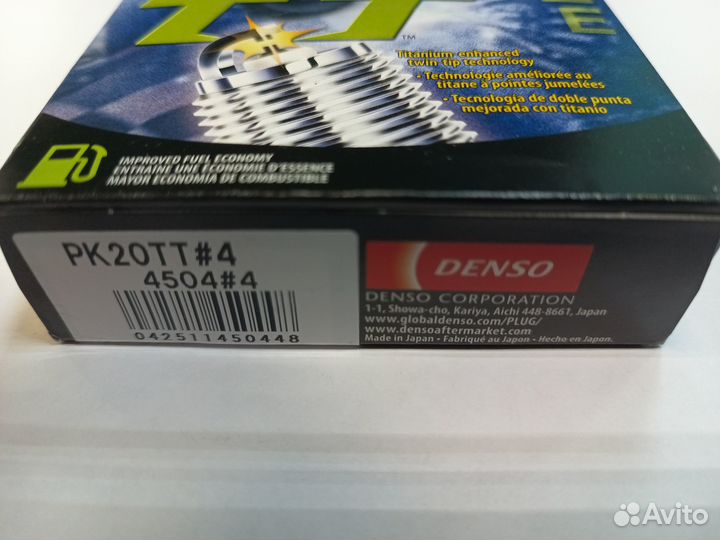 TT
TM
Titanium enhanced
twin-tip technology
• Technologie améliorée au
titane à pointes jumelées
• Tecnología de doble punta
mejorada con titanio
IMPROVED FUEL ECONOMY
ENTRAINE UNE ÉCONOMIE D'ESSENCE
MAYOR ECONOMÍA DE COMBUSTIBLE
PK20TT#4
4504#4
042511450448
DENSO
DENSO CORPORATION
1-1, Showa-cho, Kariya, Aichi 448-8661, Japan
www.globaldenso.com/PLUG/
www.densoaftermarket.com
Made in Japan • Fabriqué au Japon • Hecho en Japon.
Avito